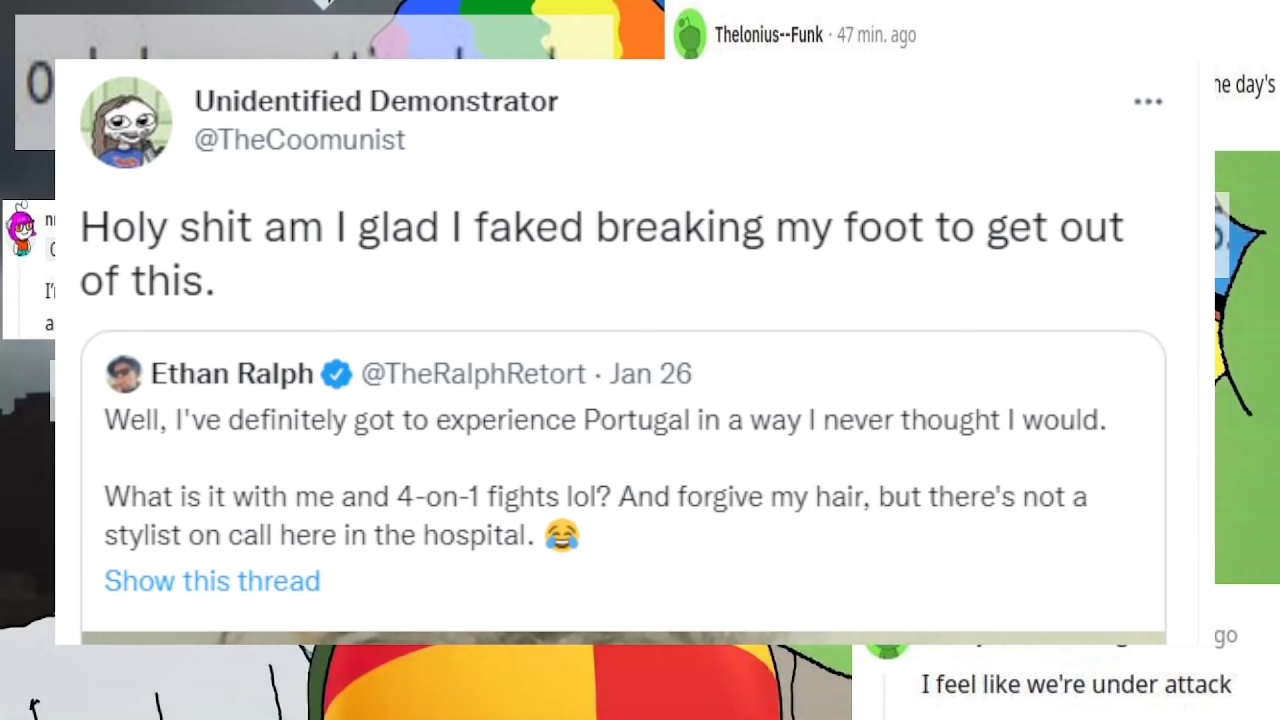 Thelonius--Funk · 47 min. ago
Unidentified Demonstrator
@TheCoomunist
Holy shit am I glad I faked breaking my foot to get out
of this.
Ethan Ralph @TheRalphRetort · Jan 26
Well, I've definitely got to experience Portugal in a way I never thought I would.
What is it with me and 4-on-1 fights lol? And forgive my hair, but there's not a
stylist on call here in the hospital. 😂
Show this thread
day's
go
I feel like we're under attack